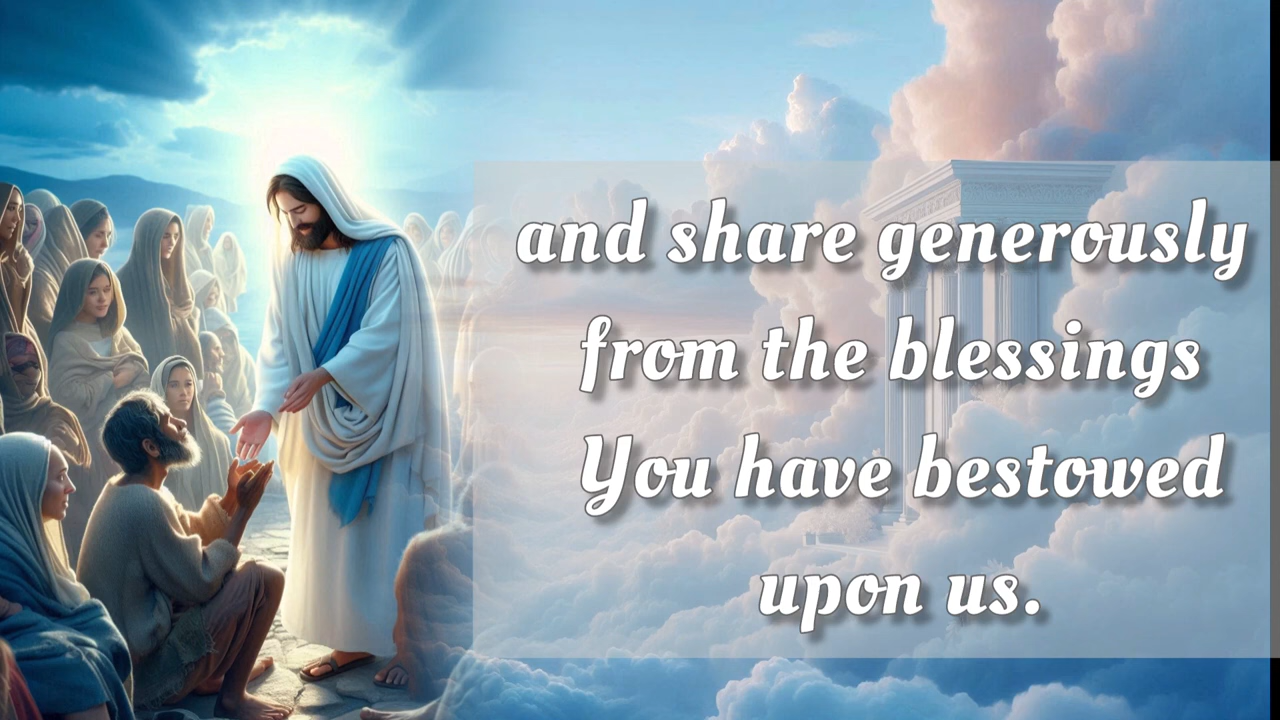 and share generously
from the blessings
You have bestowed
upon us.